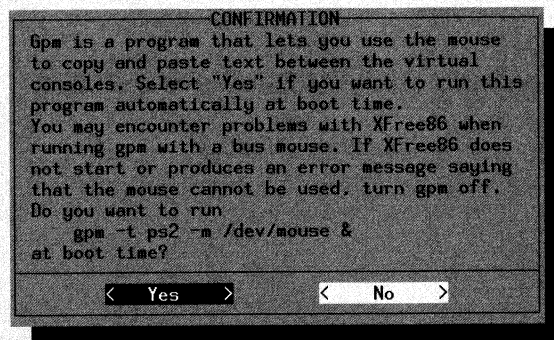 CONFIRMATION
Gpm is a program that lets you use the mouse
to copy and paste text between the virtual
consoles. Select "Yes" if you want to run this
program automatically at boot time.
You may encounter problems with XFree86 when
running gpm with a bus mouse. If XFree86 does
not start or produces an error message saying
that the mouse cannot be used, turn gpm off.
Do you want to run
gpm -t ps2 -m /dev/mouse &
at boot time?
< Yes > < No >